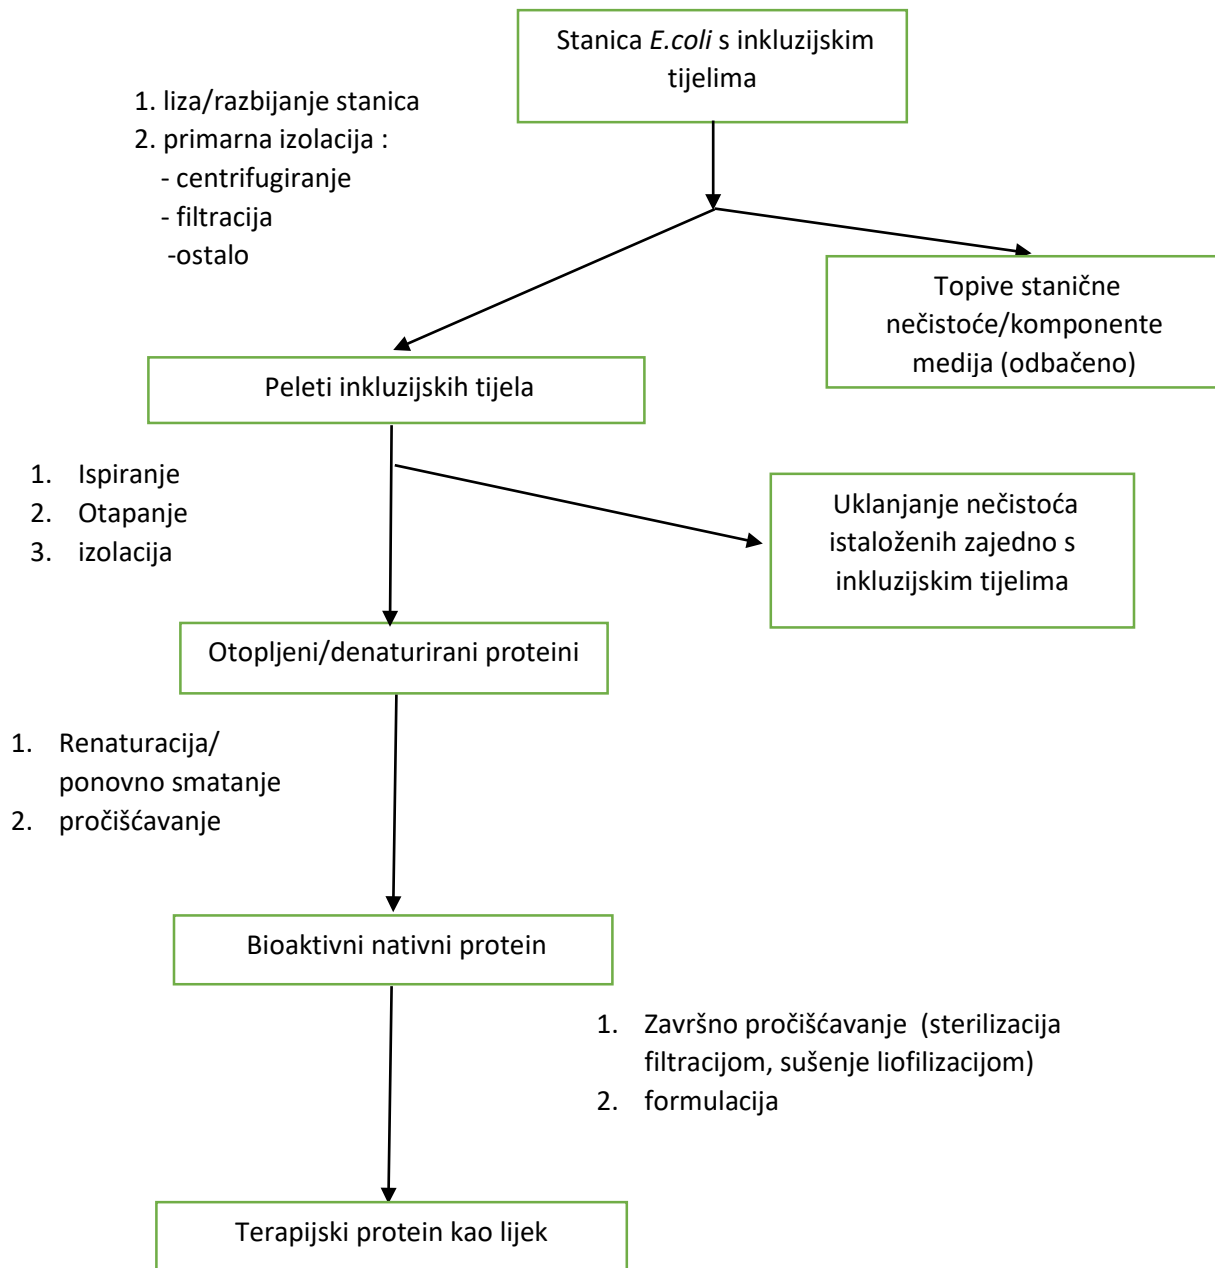 Stanica E.coli s inkluzijskim
tijelima
1. liza/razbijanje stanica
2. primarna izolacija :
- centrifugiranje
- filtracija
-ostalo
Topive stanične
nečistoće/komponente
medija (odbačeno)
Peleti inkluzijskih tijela
1. Ispiranje
2. Otapanje
3. izolacija
Uklanjanje nečistoća
istaloženih zajedno s
inkluzijskim tijelima
Otopljeni/denaturirani proteini
1. Renaturacija/
ponovno smatanje
2. pročišćavanje
Bioaktivni nativni protein
1. Završno pročišćavanje (sterilizacija
filtracijom, sušenje liofilizacijom)
2. formulacija
Terapijski protein kao lijek